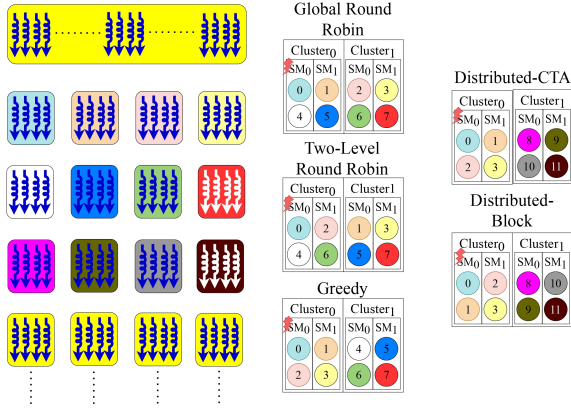 Global Round
Robin
Cluster0 Cluster1
SM0 SM1 SM0 SM1
0 1 2 3
4 5 6 7
Two-Level
Round Robin
Cluster0 Cluster1
SM0 SM1 SM0 SM1
0 2 1 3
4 6 5 7
Greedy
Cluster0 Cluster1
SM0 SM1 SM0 SM1
0 1 4 5
2 3 6 7
Distributed-CTA
Cluster0 Cluster1
SM0 SM1 SM0 SM1
0 1 8 9
2 3 10 11
Distributed-
Block
Cluster0 Cluster1
SM0 SM1 SM0 SM1
0 2 8 10
1 3 9 11